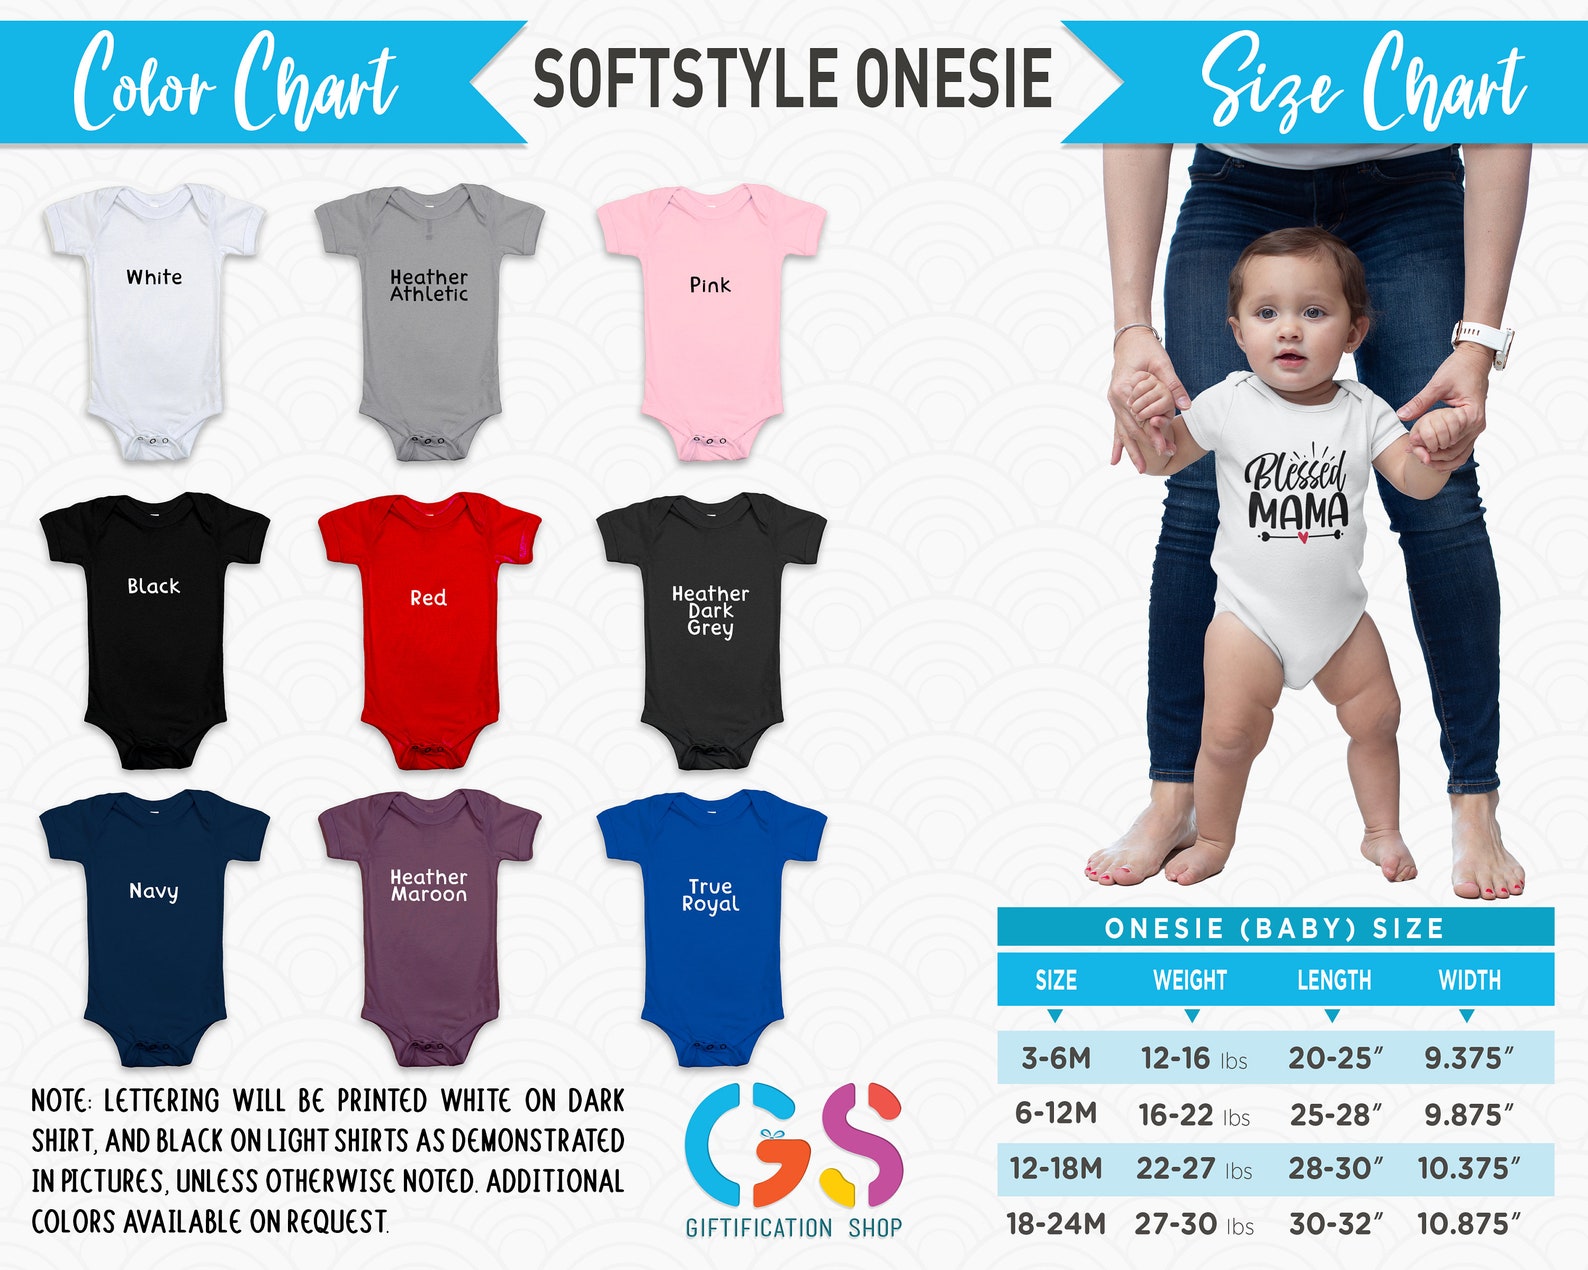 Color Chart
SOFTSTYLE ONESIE
Size Chart
White
Heather
Athletic
Pink
Black
Red
Heather
Dark
Grey
Navy
Heather
Maroon
True
Royal
Blessed
MAMA
NOTE: LETTERING WILL BE PRINTED WHITE ON DARK
SHIRT, AND BLACK ON LIGHT SHIRTS AS DEMONSTRATED
IN PICTURES, UNLESS OTHERWISE NOTED. ADDITIONAL
COLORS AVAILABLE ON REQUEST.
GS
GIFTIFICATION SHOP
ONESIE (BABY) SIZE
SIZE WEIGHT LENGTH WIDTH
3-6M 12-16 lbs 20-25" 9.375"
6-12M 16-22 lbs 25-28" 9.875"
12-18M 22-27 lbs 28-30" 10.375"
18-24M 27-30 lbs 30-32" 10.875"